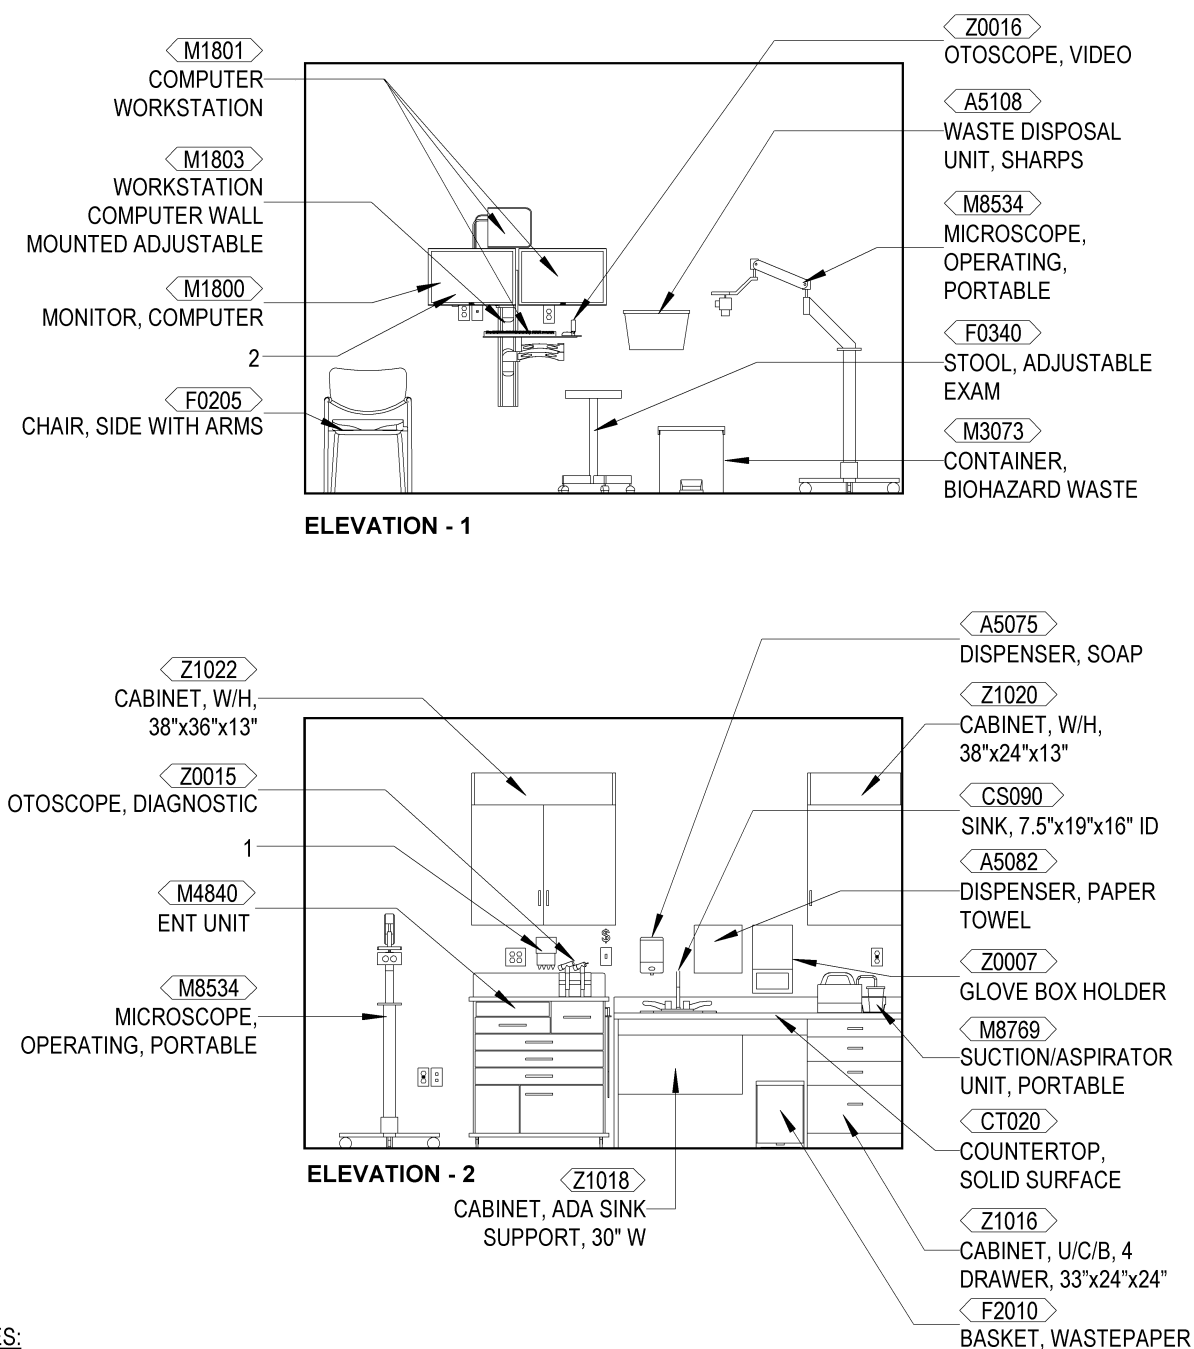 M1801
COMPUTER
WORKSTATION
M1803
WORKSTATION
COMPUTER WALL
MOUNTED ADJUSTABLE
M1800
MONITOR, COMPUTER
2
F0205
CHAIR, SIDE WITH ARMS
Z0016
OTOSCOPE, VIDEO
A5108
WASTE DISPOSAL
UNIT, SHARPS
M8534
MICROSCOPE,
OPERATING,
PORTABLE
F0340
STOOL, ADJUSTABLE
EXAM
M3073
CONTAINER,
BIOHAZARD WASTE
ELEVATION - 1
Z1022
CABINET, W/H,
38"x36"x13"
Z0015
OTOSCOPE, DIAGNOSTIC
1
M4840
ENT UNIT
M8534
MICROSCOPE,
OPERATING, PORTABLE
A5075
DISPENSER, SOAP
Z1020
CABINET, W/H,
38"x24"x13"
CS090
SINK, 7.5"x19"x16" ID
A5082
DISPENSER, PAPER
TOWEL
Z0007
GLOVE BOX HOLDER
M8769
SUCTION/ASPIRATOR
UNIT, PORTABLE
CT020
COUNTERTOP,
SOLID SURFACE
Z1016
CABINET, U/C/B, 4
DRAWER, 33”x24”x24”
F2010
BASKET, WASTEPAPER
$
ELEVATION - 2
Z1018
CABINET, ADA SINK
SUPPORT, 30" W
ES: